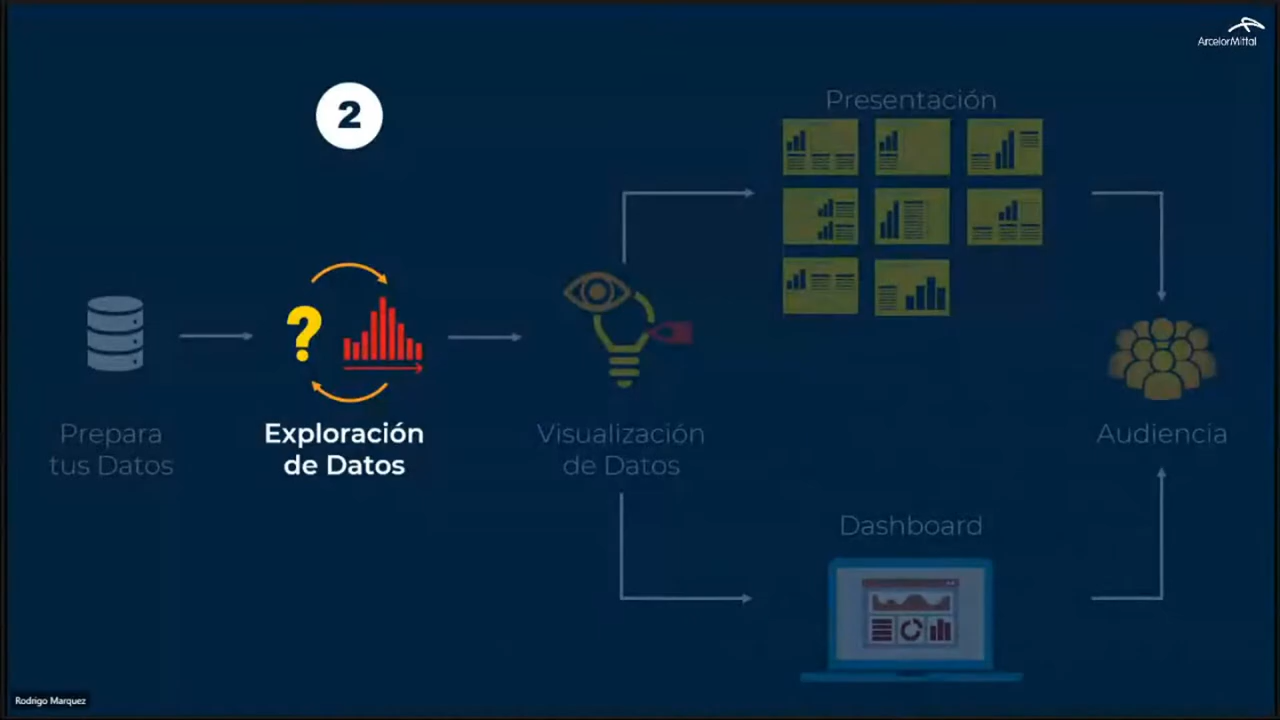 ArcelorMittal
2
Presentación
?
Prepara
tus Datos
Exploración
de Datos
Visualización
de Datos
Audiencia
Dashboard
Rodrigo Marquez